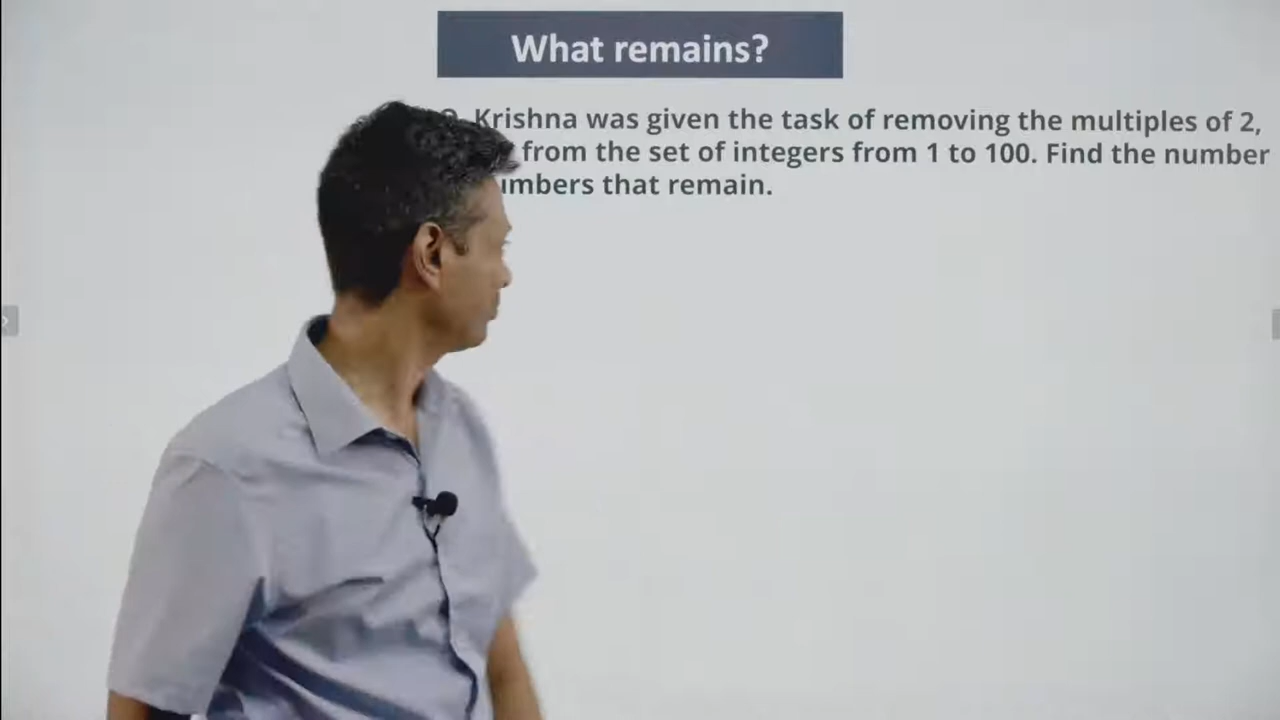 What remains?
Krishna was given the task of removing the multiples of 2,
from the set of integers from 1 to 100. Find the number
that remain.